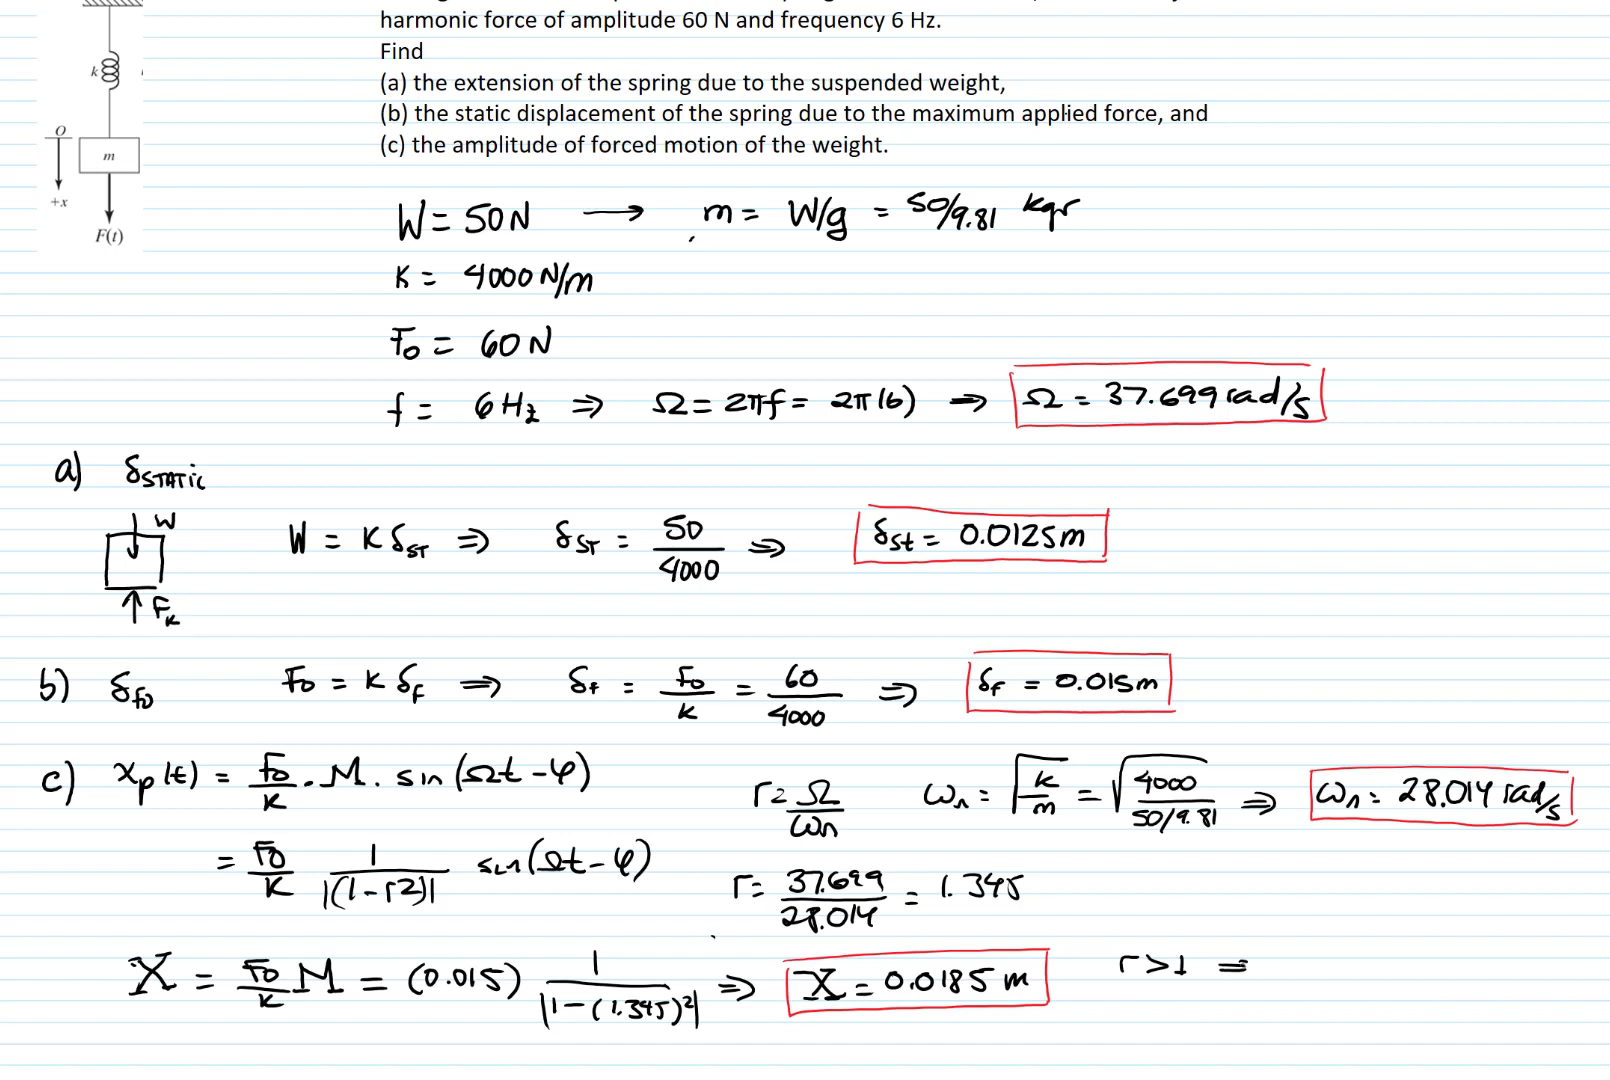 harmonic force of amplitude 60 N and frequency 6 Hz.
Find
(a) the extension of the spring due to the suspended weight,
(b) the static displacement of the spring due to the maximum applied force, and
(c) the amplitude of forced motion of the weight.
k
O
m
+x
F(t)
W = 50N → m = W/g = 50/9.81 kgr
K = 4000 N/m
F₀ = 60 N
f = 6 Hz ⇒ Ω = 2πf = 2π(6) ⇒ Ω = 37.699 rad/s
a) δSTATiC
W
W = K δST ⇒ δST = 50/4000 ⇒ δst = 0.0125m
↑ Fk
b) δf0 F₀ = K δf ⇒ δf = F₀/K = 60/4000 ⇒ δf = 0.015m
c) xp(t) = F₀/K . M . sin (Ωt - φ) r = Ω/ωn ωn = √(k/m) = √(4000/50/9.81) ⇒ ωn = 28.014 rad/s
= F₀/K 1/|(1-r2)| sin(Ωt - φ) r = 37.699/28.014 = 1.345
X = F₀/K M = (0.015) 1/|1-(1.345)²| ⇒ X = 0.0185 m r>1 =